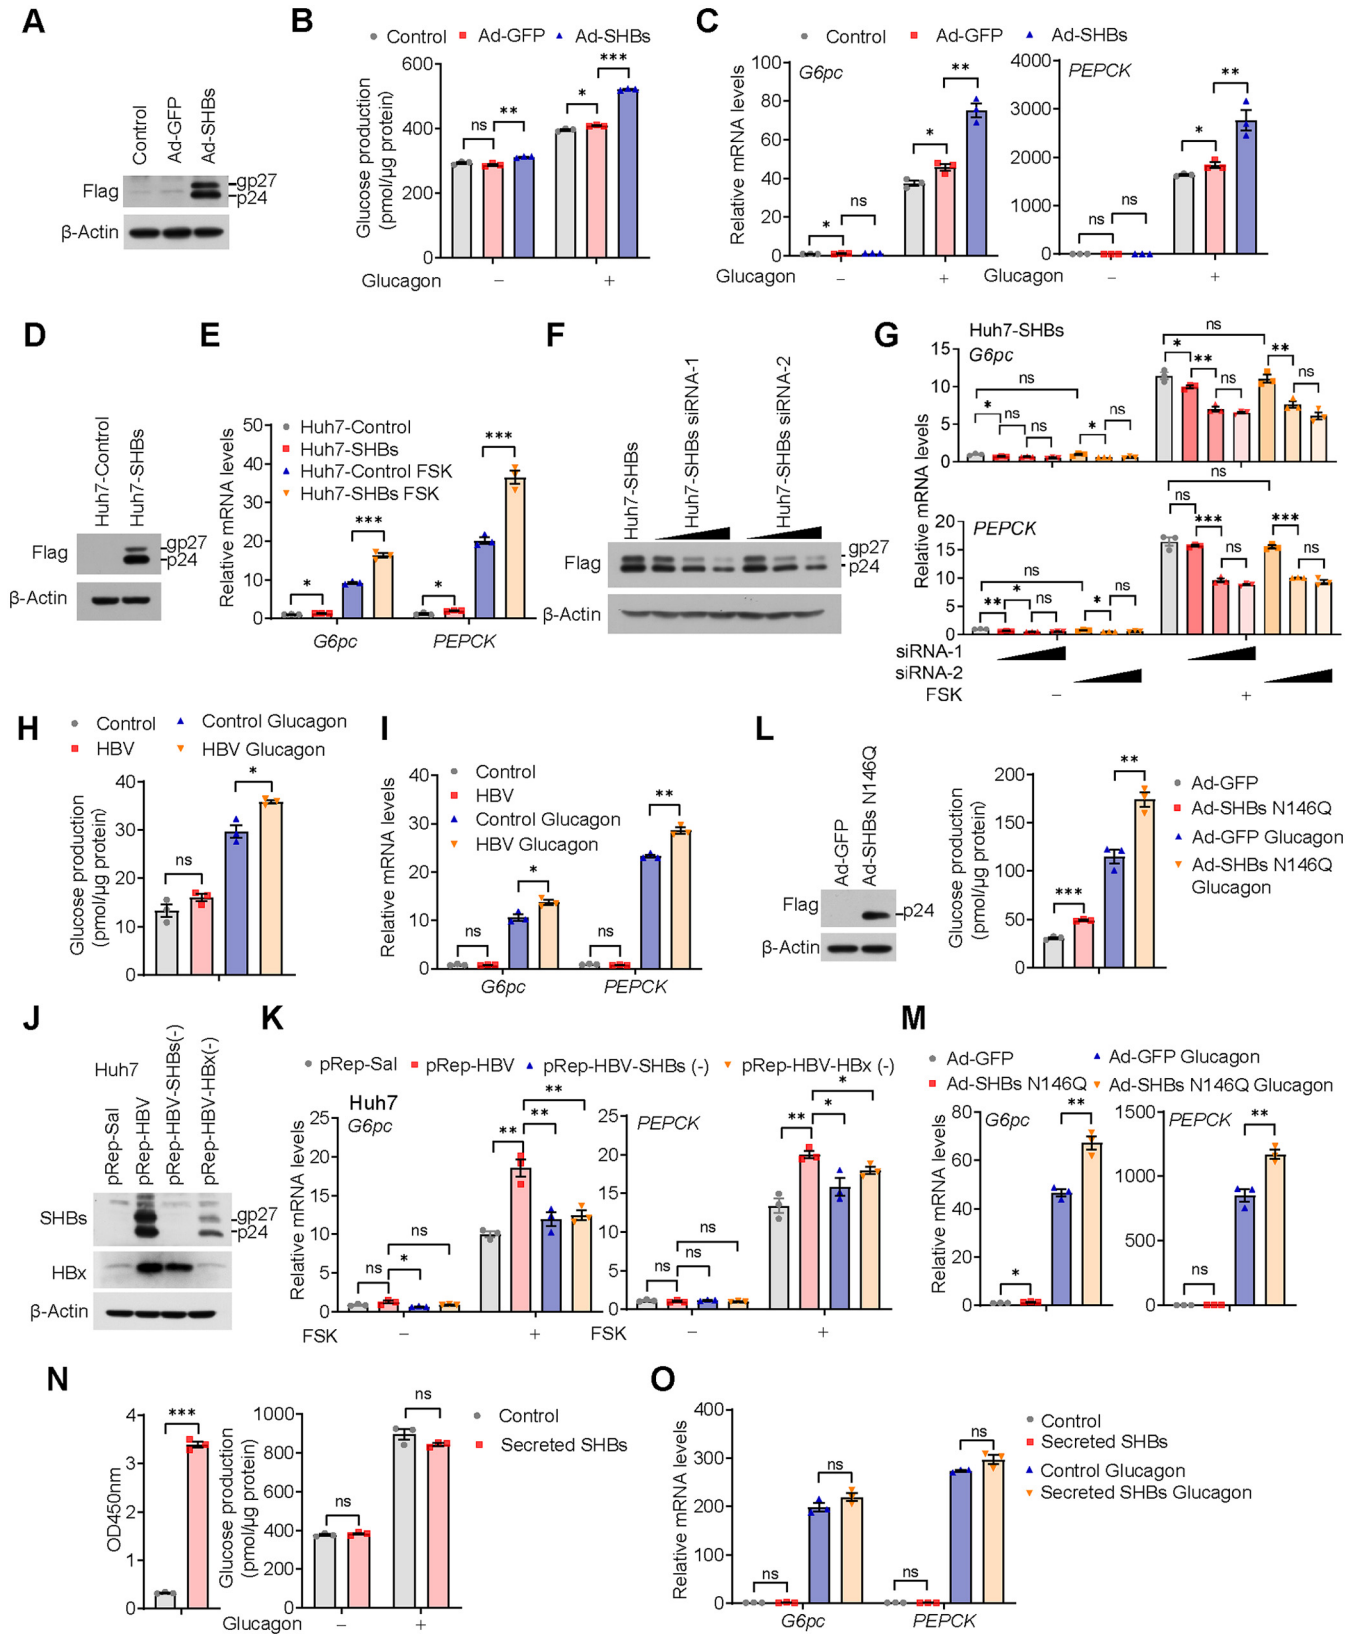 A
Control
Ad-GFP
Ad-SHBs
Flag
gp27
p24
β-Actin
B
Control Ad-GFP Ad-SHBs
Glucose production
(pmol/μg protein)
600
400
200
0
ns
**
*
***
Glucagon − +
C
Control Ad-GFP Ad-SHBs
Relative mRNA levels
G6pc
100
80
60
40
20
0
*
ns
*
**
Glucagon − +
PEPCK
4000
3000
2000
1000
0
ns
ns
*
**
Glucagon − +
D
Huh7-Control
Huh7-SHBs
Flag
gp27
p24
β-Actin
E
Relative mRNA levels
50
40
30
20
10
0
Huh7-Control
Huh7-SHBs
Huh7-Control FSK
Huh7-SHBs FSK
*
***
*
***
G6pc PEPCK
F
Huh7-SHBs
Huh7-SHBs siRNA-1
Huh7-SHBs siRNA-2
Flag
gp27
p24
β-Actin
G
Huh7-SHBs
G6pc
Relative mRNA levels
15
10
5
0
ns
*
ns
ns
*
ns
ns
*
**
ns
**
ns
PEPCK
20
15
10
5
0
ns
**
*
ns
*
ns
ns
ns
***
ns
***
ns
siRNA-1
siRNA-2
FSK − +
H
Control Control Glucagon
HBV HBV Glucagon
Glucose production
(pmol/μg protein)
40
30
20
10
0
ns
*
I
Relative mRNA levels
40
30
20
10
0
Control
HBV
Control Glucagon
HBV Glucagon
ns
*
ns
**
G6pc PEPCK
L
Ad-GFP
Ad-SHBs N146Q
Flag
p24
β-Actin
Glucose production
(pmol/μg protein)
200
150
100
50
0
***
**
Ad-GFP
Ad-SHBs N146Q
Ad-GFP Glucagon
Ad-SHBs N146Q
Glucagon
J
Huh7
pRep-Sal
pRep-HBV
pRep-HBV-SHBs(-)
pRep-HBV-HBx(-)
SHBs
gp27
p24
HBx
β-Actin
K
pRep-Sal pRep-HBV pRep-HBV-SHBs (-) pRep-HBV-HBx (-)
Huh7
G6pc
Relative mRNA levels
25
20
15
10
5
0
ns
*
ns
**
**
**
FSK − +
PEPCK
25
20
15
10
5
0
ns
ns
ns
**
*
*
FSK − +
M
Ad-GFP Ad-GFP Glucagon
Ad-SHBs N146Q Ad-SHBs N146Q Glucagon
Relative mRNA levels
G6pc
80
60
40
20
0
*
**
PEPCK
1500
1000
500
0
ns
**
N
OD450nm
4
3
2
1
0
***
Glucose production
(pmol/μg protein)
1000
800
600
400
200
0
ns
ns
Control
Secreted SHBs
Glucagon − +
O
Relative mRNA levels
400
300
200
100
0
ns
ns
ns
ns
G6pc PEPCK
Control
Secreted SHBs
Control Glucagon
Secreted SHBs Glucagon